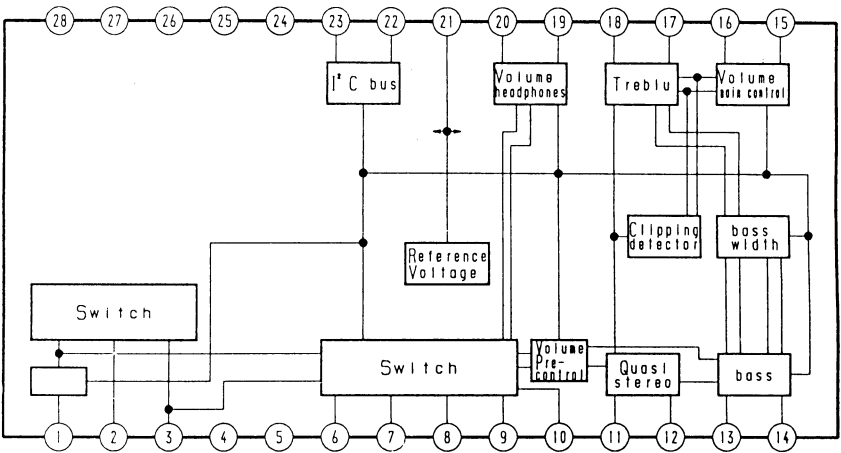 28 27 26 25 24 23 22 21 20 19 18 17 16 15
I²C bus
Volume
headphones
Treblu
Volume
main control
Clipping
detector
bass
width
Reference
Voltage
Switch
Switch
Volume
Pre-
control
Quasi
stereo
bass
1 2 3 4 5 6 7 8 9 10 11 12 13 14